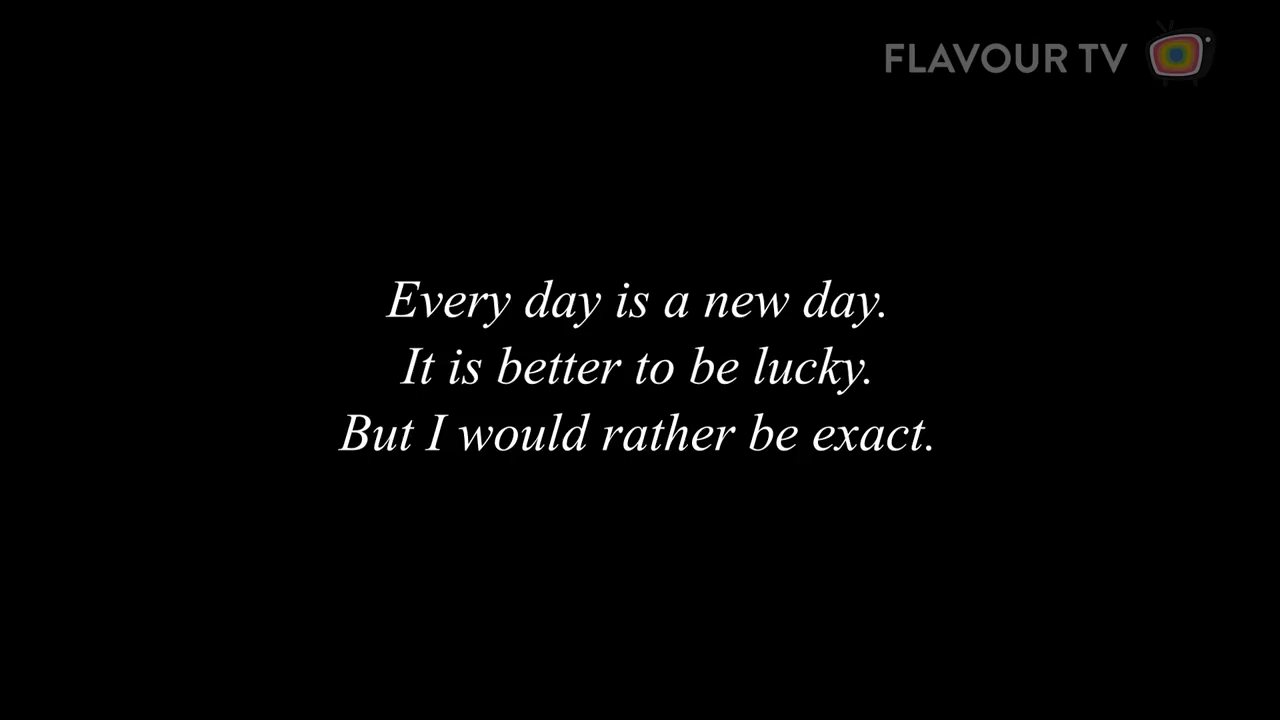 FLAVOUR TV
Every day is a new day.
It is better to be lucky.
But I would rather be exact.